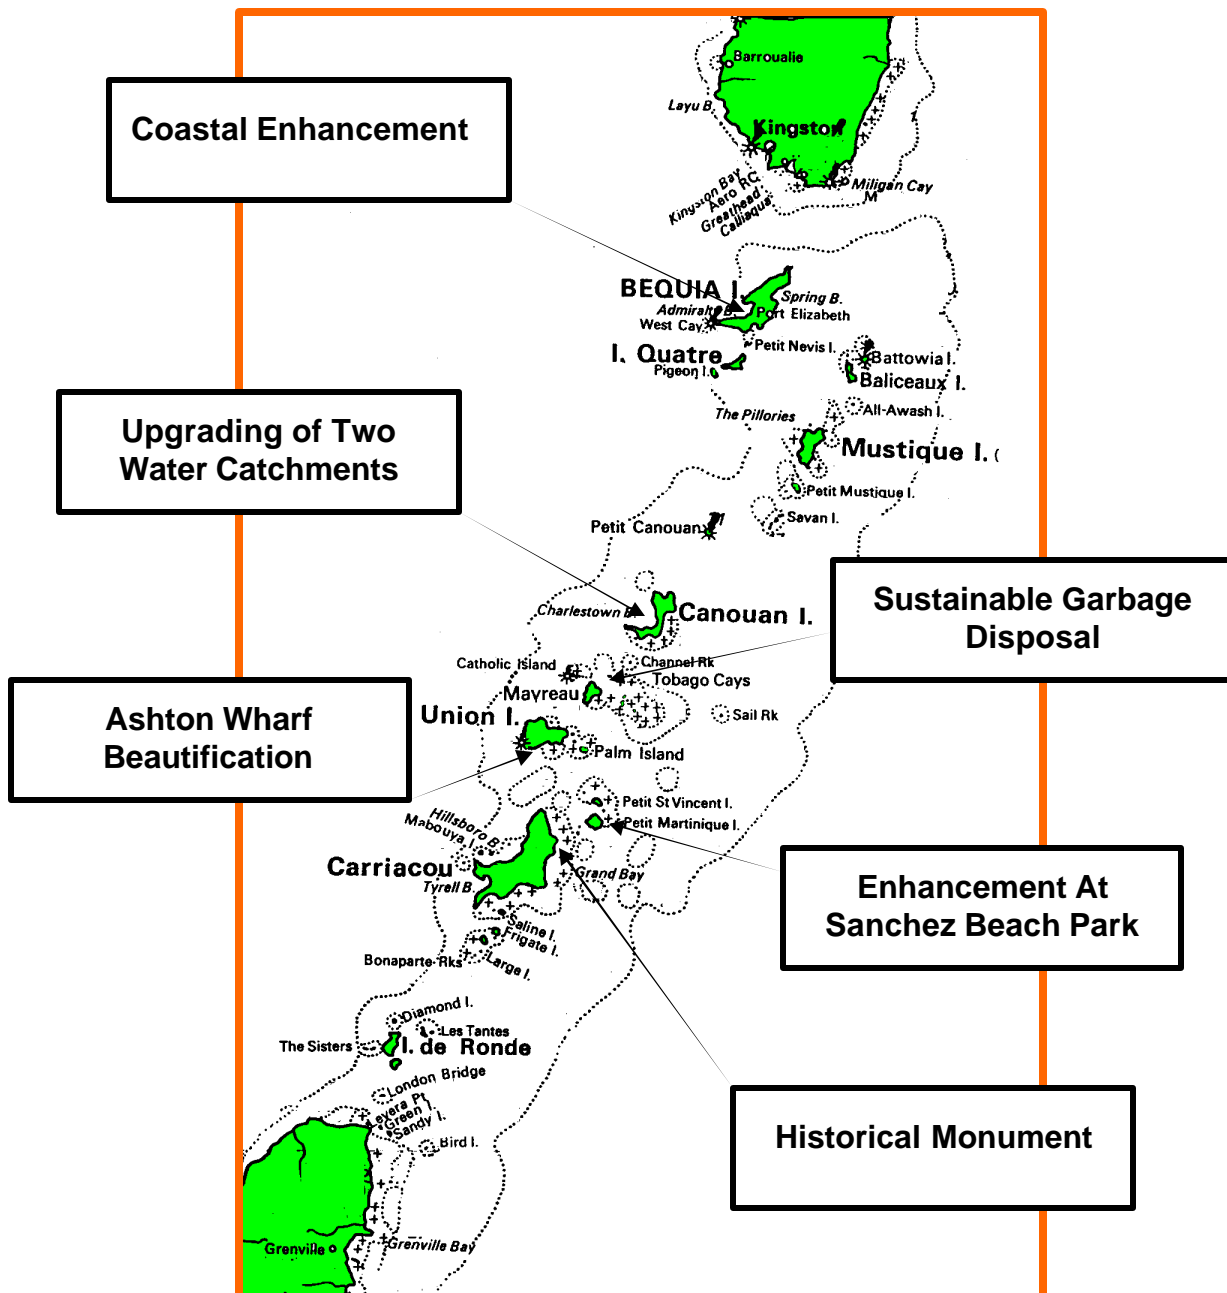 Barroualie
Layu B.
Kingston
Kingston Bay
Aero RC
Greathead
Calliaqua
Miligan Cay
M
Coastal Enhancement
BEQUIA I.
Spring B.
Admiralty B.
Port Elizabeth
West Cay
Petit Nevis I.
I. Quatre
Battowia I.
Pigeon I.
Baliceaux I.
All-Awash I.
The Pillories
Upgrading of Two
Water Catchments
Mustique I. (
Petit Mustique I.
Savan I.
Petit Canouan
Sustainable Garbage
Disposal
Charlestown B.
Canouan I.
Catholic Island
Channel Rk
Tobago Cays
Mayreau
Ashton Wharf
Beautification
Union I.
Sail Rk
Palm Island
Petit St Vincent I.
Petit Martinique I.
Hillsboro B.
Mabouya I.
Carriacou
Grand Bay
Tyrell B.
Enhancement At
Sanchez Beach Park
Saline I.
Frigate I.
Large I.
Bonaparte Rks
Diamond I.
Les Tantes
The Sisters
I. de Ronde
London Bridge
Levera Pt
Green I.
Sandy I.
Bird I.
Historical Monument
Grenville
Grenville Bay